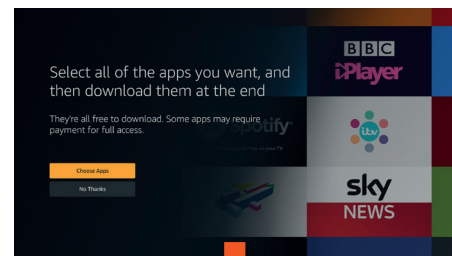 Select all of the apps you want, and
then download them at the end
They're all free to download. Some apps may require
payment for full access.
Choose Apps
No Thanks
BBC
iPlayer
Spotify
itv
sky
NEWS